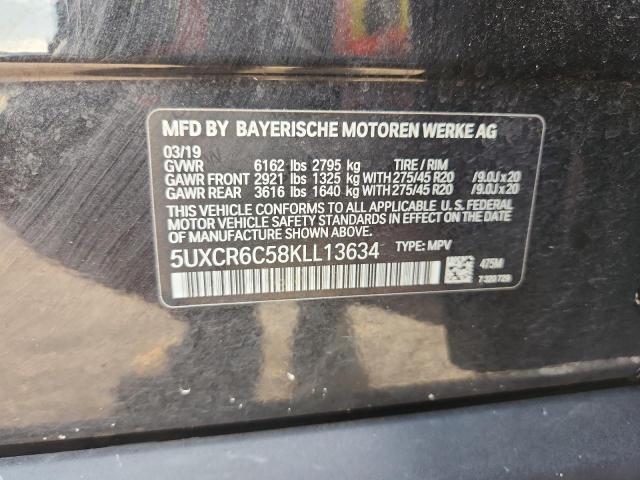 MFD BY BAYERISCHE MOTOREN WERKE AG
03/19
GVWR 6162 lbs 2795 kg TIRE / RIM
GAWR FRONT 2921 lbs 1325 kg WITH 275/45 R20 /9.0J x 20
GAWR REAR 3616 lbs 1640 kg WITH 275/45 R20 /9.0J x 20
THIS VEHICLE CONFORMS TO ALL APPLICABLE U. S. FEDERAL
MOTOR VEHICLE SAFETY STANDARDS IN EFFECT ON THE DATE
OF MANUFACTURE SHOWN ABOVE.
5UXCR6C58KLL13634 TYPE: MPV
475M
7 320 728